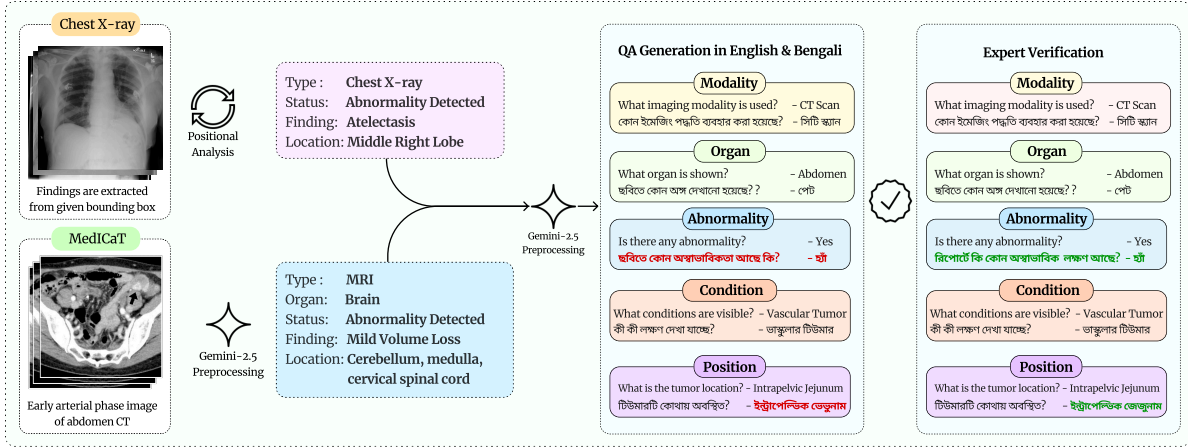 Chest X-ray
Findings are extracted
from given bounding box
MedICaT
Early arterial phase image
of abdomen CT
Positional
Analysis
Gemini-2.5
Preprocessing
Type : Chest X-ray
Status: Abnormality Detected
Finding: Atelectasis
Location: Middle Right Lobe
Type : MRI
Organ: Brain
Status: Abnormality Detected
Finding: Mild Volume Loss
Location: Cerebellum, medulla,
cervical spinal cord
Gemini-2.5
Preprocessing
QA Generation in English & Bengali
Modality
What imaging modality is used? - CT Scan
কোন ইমেজিং পদ্ধতি ব্যবহার করা হয়েছে? - সিটি স্ক্যান
Organ
What organ is shown? - Abdomen
ছবিতে কোন অঙ্গ দেখানো হয়েছে? ? - পেট
Abnormality
Is there any abnormality? - Yes
ছবিতে কোন অস্বাভাবিকতা আছে কি? - হ্যাঁ
Condition
What conditions are visible? - Vascular Tumor
কী কী লক্ষণ দেখা যাচ্ছে? - ভাস্কুলার টিউমার
Position
What is the tumor location? - Intrapelvic Jejunum
টিউমারটি কোথায় অবস্থিত? - ইন্ট্রাপেল্ভিক ভেভুনাম
Expert Verification
Modality
What imaging modality is used? - CT Scan
কোন ইমেজিং পদ্ধতি ব্যবহার করা হয়েছে? - সিটি স্ক্যান
Organ
What organ is shown? - Abdomen
ছবিতে কোন অঙ্গ দেখানো হয়েছে? ? - পেট
Abnormality
Is there any abnormality? - Yes
রিপোর্টে কি কোন অস্বাভাবিক লক্ষণ আছে? - হ্যাঁ
Condition
What conditions are visible? - Vascular Tumor
কী কী লক্ষণ দেখা যাচ্ছে? - ভাস্কুলার টিউমার
Position
What is the tumor location? - Intrapelvic Jejunum
টিউমারটি কোথায় অবস্থিত? - ইন্ট্রাপেল্ভিক জেজুনাম